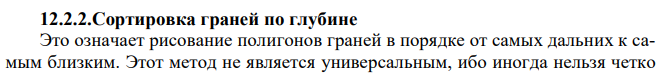 12.2.2.Сортировка граней по глубине
Это означает рисование полигонов граней в порядке от самых дальних к са-
мым близким. Этот метод не является универсальным, ибо иногда нельзя четко